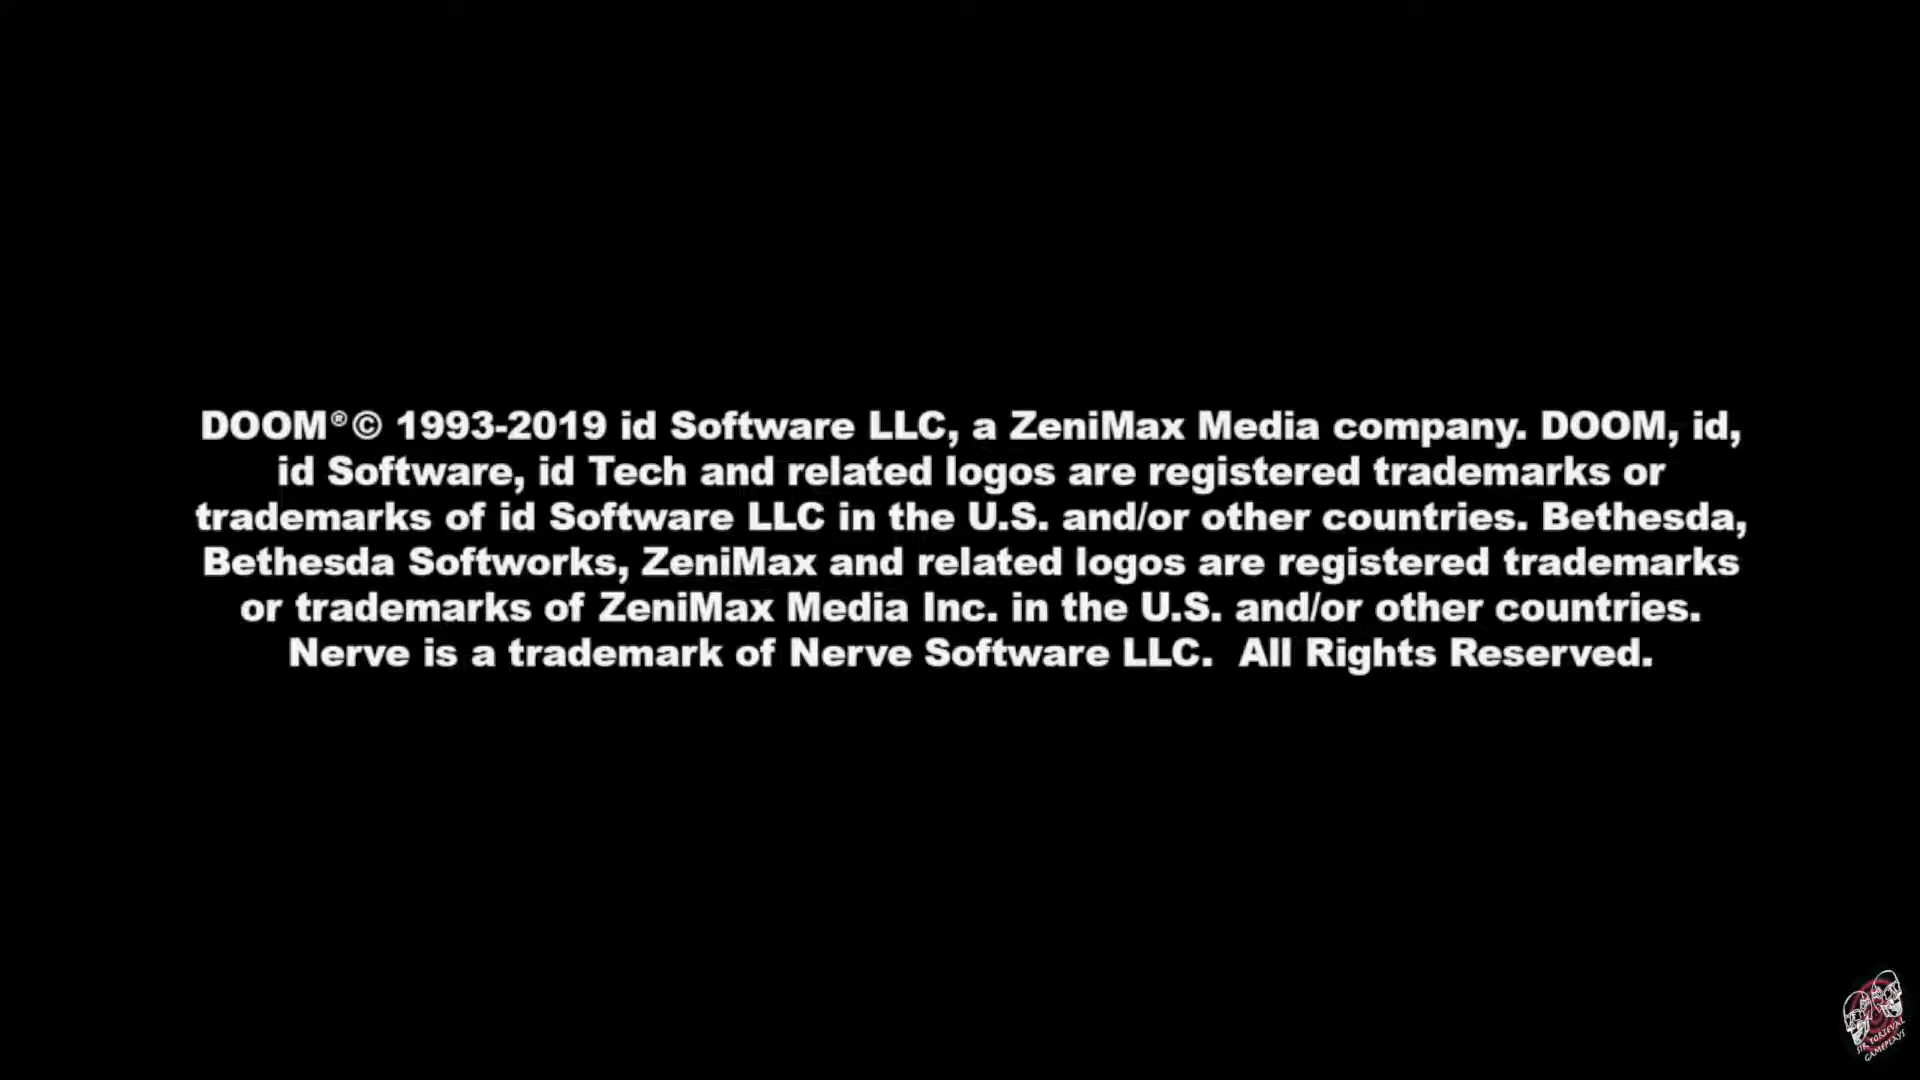 DOOM®© 1993-2019 id Software LLC, a ZeniMax Media company. DOOM, id,
id Software, id Tech and related logos are registered trademarks or
trademarks of id Software LLC in the U.S. and/or other countries. Bethesda,
Bethesda Softworks, ZeniMax and related logos are registered trademarks
or trademarks of ZeniMax Media Inc. in the U.S. and/or other countries.
Nerve is a trademark of Nerve Software LLC.  All Rights Reserved.
SIR
GAMEPLAYS